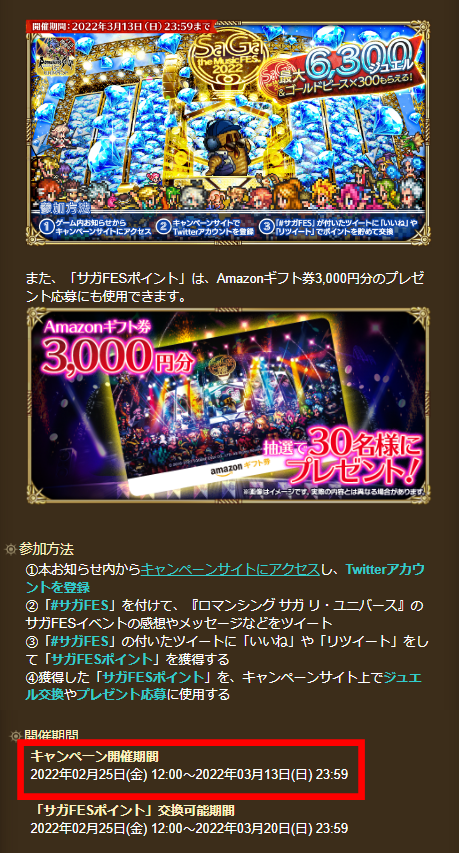 開催期間：2022年3月13日(日) 23:59まで
SaGa
the Music FES.
2022
最大6,300ジュエル
&ゴールドピース×300もらえる!
参加方法
①ゲーム内お知らせから
キャンペーンサイトにアクセス
②キャンペーンサイトで
Twitterアカウントを登録
③「#サガFES」が付いたツイートに「いいね」や
「リツイート」でポイントを貯めて交換
また、「サガFESポイント」は、Amazonギフト券3,000円分のプレゼ
ント応募にも使用できます。
Amazonギフト券
3,000円分
amazon ギフト券
抽選で30名様に
プレゼント!
※画像はイメージです。実際の内容とは異なる場合があります。
参加方法
①本お知らせ内からキャンペーンサイトにアクセスし、Twitterアカウ
ントを登録
②「#サガFES」を付けて、『ロマンシング サガ リ・ユニバース』の
サガFESイベントの感想やメッセージなどをツイート
③「#サガFES」の付いたツイートに「いいね」や「リツイート」をし
て「サガFESポイント」を獲得する
④獲得した「サガFESポイント」を、キャンペーンサイト上でジュエ
ル交換やプレゼント応募に使用する
開催期間
キャンペーン開催期間
2022年02月25日(金) 12:00～2022年03月13日(日) 23:59
「サガFESポイント」交換可能期間
2022年02月25日(金) 12:00～2022年03月20日(日) 23:59